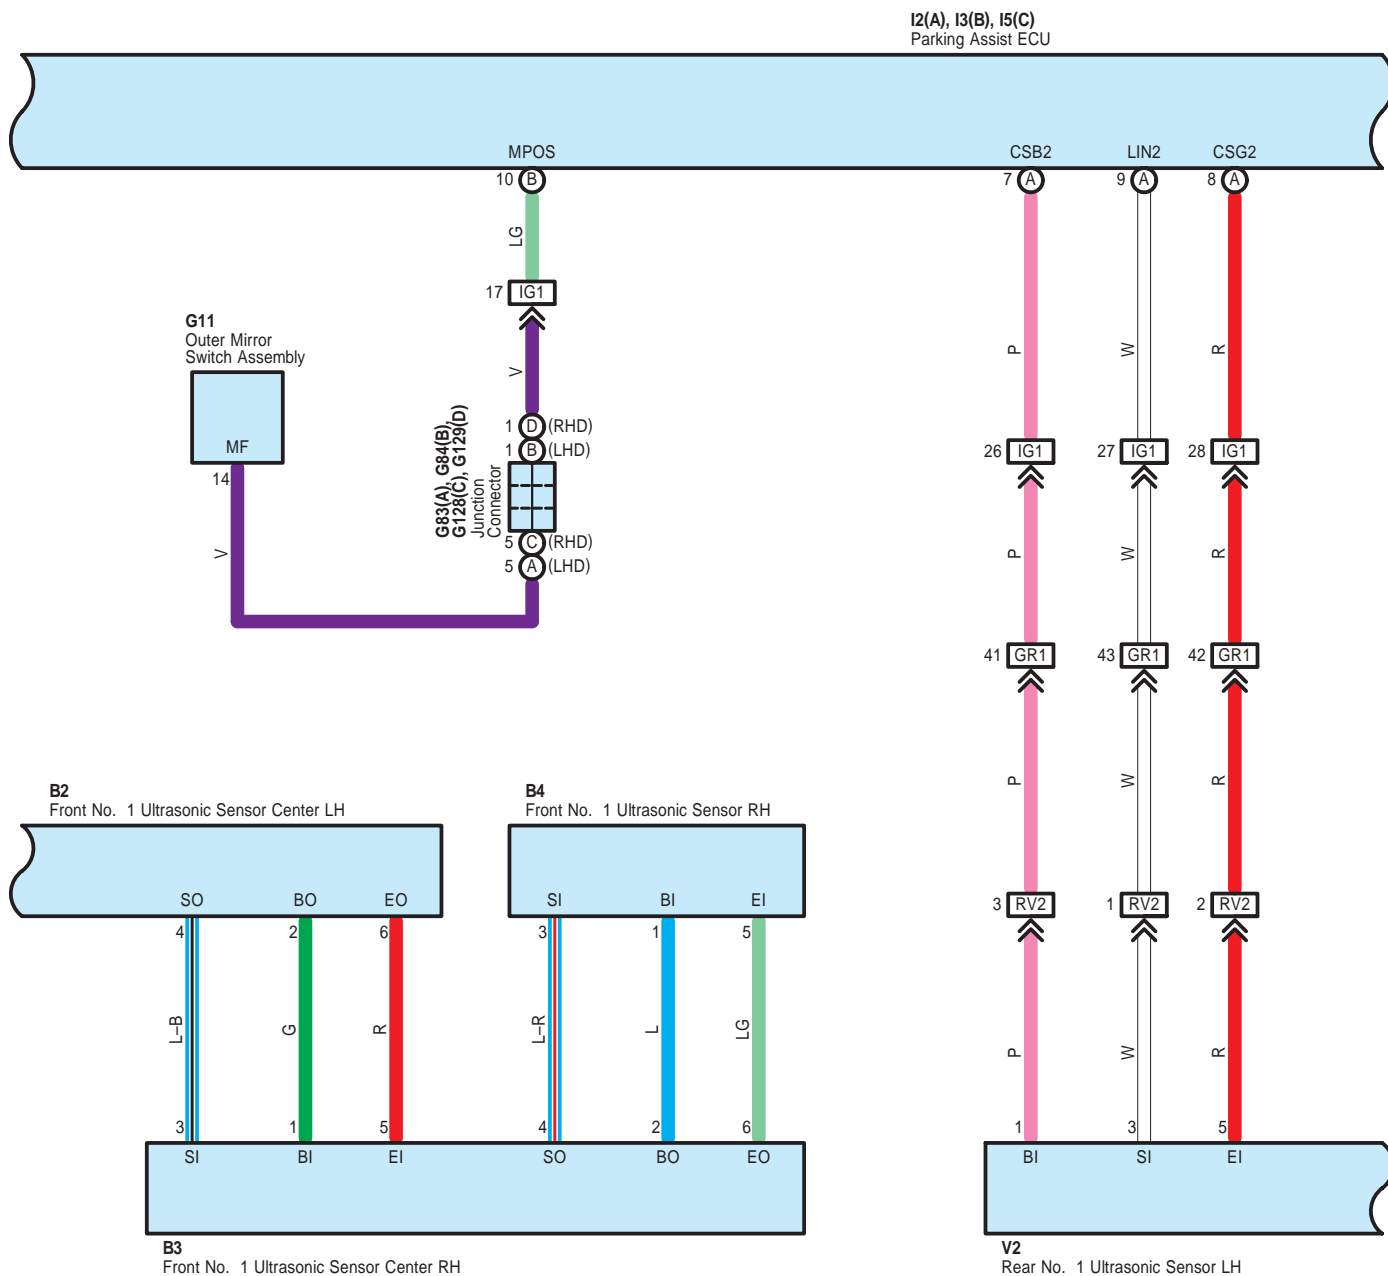 I2(A), I3(B), I5(C)
Parking Assist ECU
MPOS
CSB2
LIN2
CSG2
10 B
7 A
9 A
8 A
LG
17 IG1
G11
Outer Mirror
Switch Assembly
MF
14
V
V
1 D (RHD)
1 B (LHD)
G83(A), G84(B),
G128(C), G129(D)
Junction
Connector
5 C (RHD)
5 A (LHD)
P
W
R
26 IG1
27 IG1
28 IG1
P
W
R
41 GR1
43 GR1
42 GR1
P
W
R
3 RV2
1 RV2
2 RV2
P
W
R
1
3
5
BI
SI
EI
V2
Rear No. 1 Ultrasonic Sensor LH
B2
Front No. 1 Ultrasonic Sensor Center LH
SO
BO
EO
4
2
6
L–B
G
R
3
1
5
SI
BI
EI
B4
Front No. 1 Ultrasonic Sensor RH
SI
BI
EI
3
1
5
L–R
L
LG
4
2
6
SO
BO
EO
B3
Front No. 1 Ultrasonic Sensor Center RH